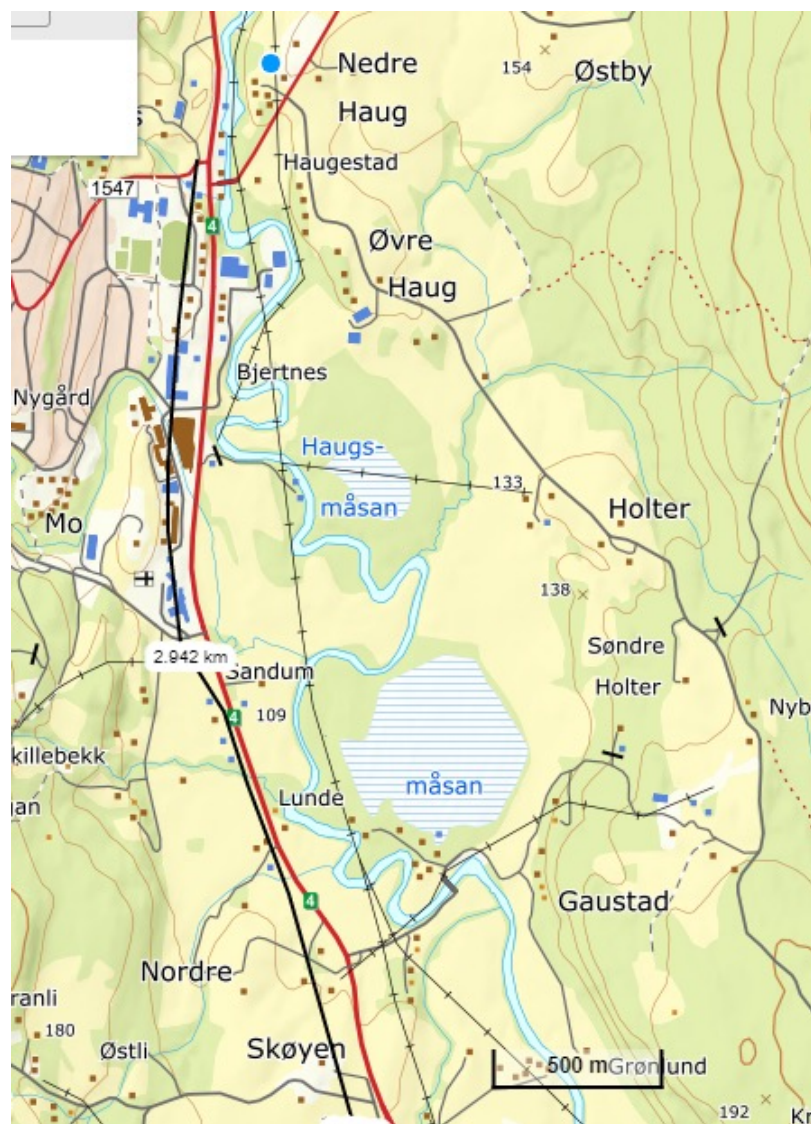 Nedre
Haug
154
Østby
s
Haugestad
1547
4
Øvre
Haug
Bjertnes
Nygård
Haugs-
måsan
133
Holter
Mo
138
2.942 km
Søndre
Holter
Sandum
109
4
Nyb
killebekk
måsan
Lunde
jan
4
Gaustad
Nordre
ranli
180
Østli
Skøyen
500 m
Grønlund
192
Kr